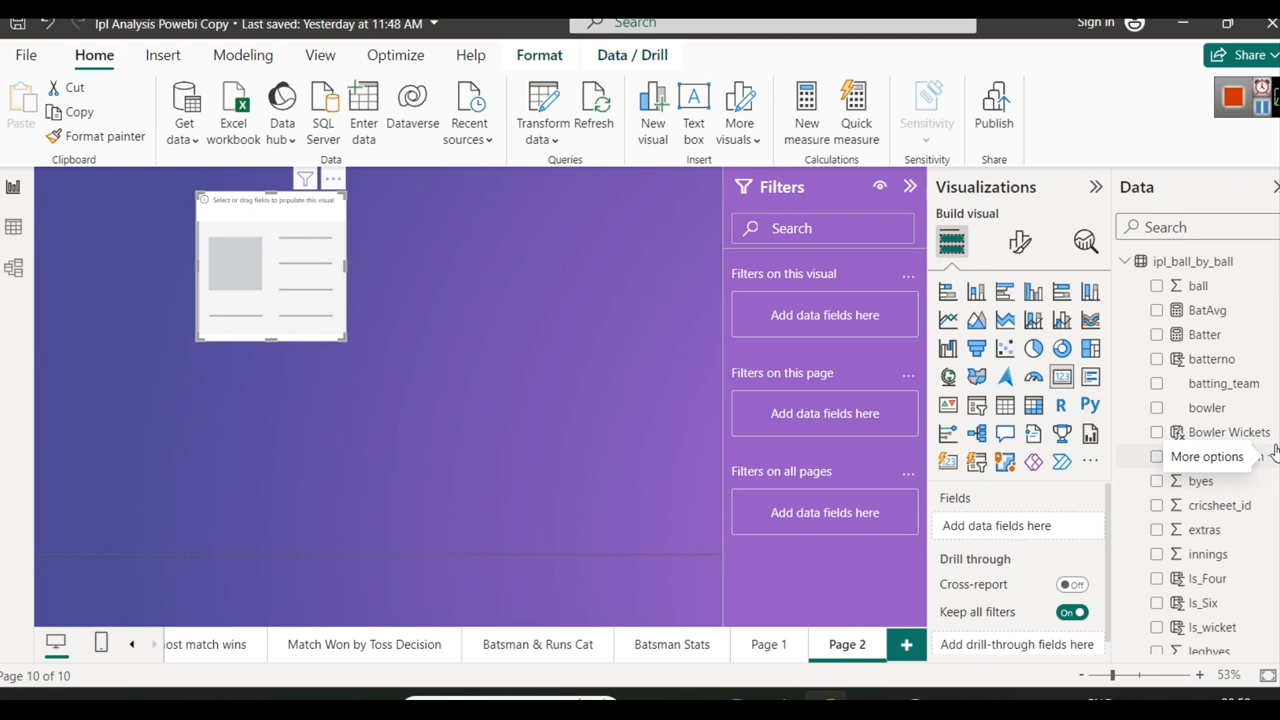 Ipl Analysis Powebi Copy • Last saved: Yesterday at 11:48 AM
Search
Sign in
File
Home
Insert
Modeling
View
Optimize
Help
Format
Data / Drill
Share
Paste
Cut
Copy
Format painter
Clipboard
Get data
Excel workbook
Data hub
SQL Server
Enter data
Dataverse
Recent sources
Data
Transform data
Refresh
Queries
New visual
Text box
More visuals
Insert
New measure
Quick measure
Calculations
Sensitivity
Sensitivity
Publish
Share
Select or drag fields to populate this visual
Filters
Search
Filters on this visual
Add data fields here
Filters on this page
Add data fields here
Filters on all pages
Add data fields here
Visualizations
Build visual
123
R
Py
Fields
Add data fields here
Drill through
Cross-report
Off
Keep all filters
On
Add drill-through fields here
Data
Search
ipl_ball_by_ball
ball
BatAvg
Batter
batterno
batting_team
bowler
Bowler Wickets
More options
byes
cricsheet_id
extras
innings
Is_Four
Is_Six
Is_wicket
legbyes
ost match wins
Match Won by Toss Decision
Batsman & Runs Cat
Batsman Stats
Page 1
Page 2
Page 10 of 10
53%